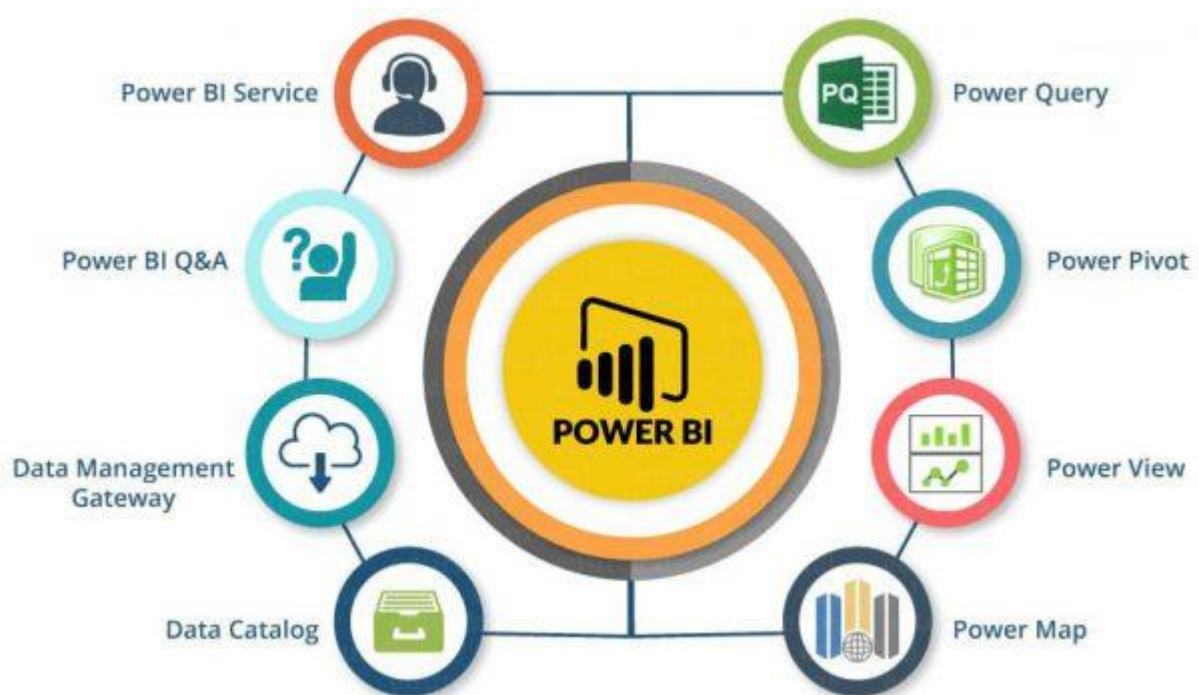 Power BI Service
Power Query
PQ
Power BI Q&A
Power Pivot
POWER BI
Data Management
Gateway
Power View
Data Catalog
Power Map